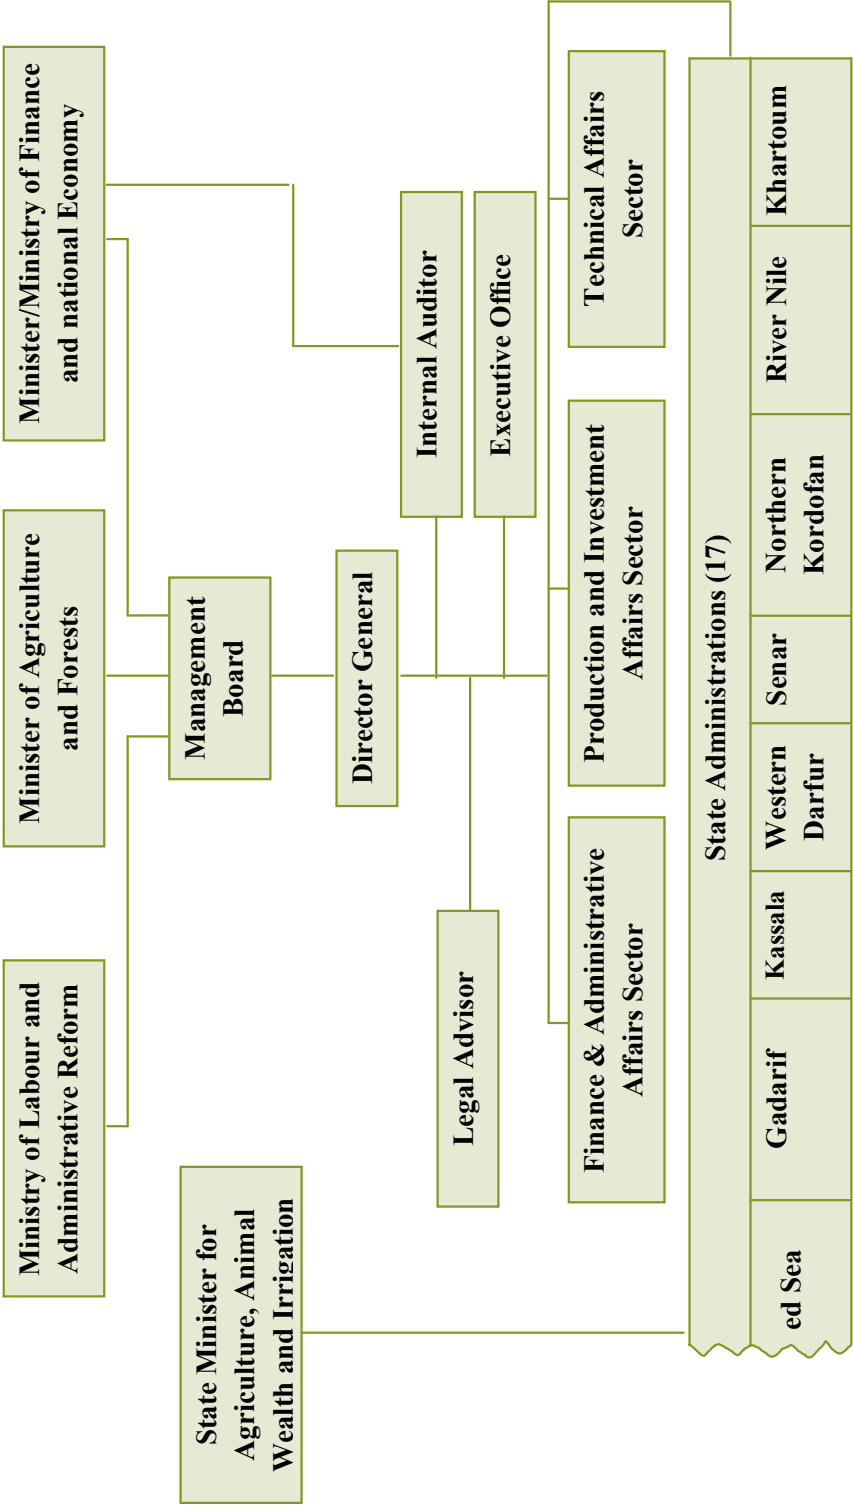 Ministry of Labour and
Administrative Reform
Minister of Agriculture
and Forests
Minister/Ministry of Finance
and national Economy
State Minister for
Agriculture, Animal
Wealth and Irrigation
Management
Board
Director General
Internal Auditor
Legal Advisor
Executive Office
Finance & Administrative
Affairs Sector
Production and Investment
Affairs Sector
Technical Affairs
Sector
State Administrations (17)
ed Sea
Gadarif
Kassala
Western
Darfur
Senar
Northern
Kordofan
River Nile
Khartoum